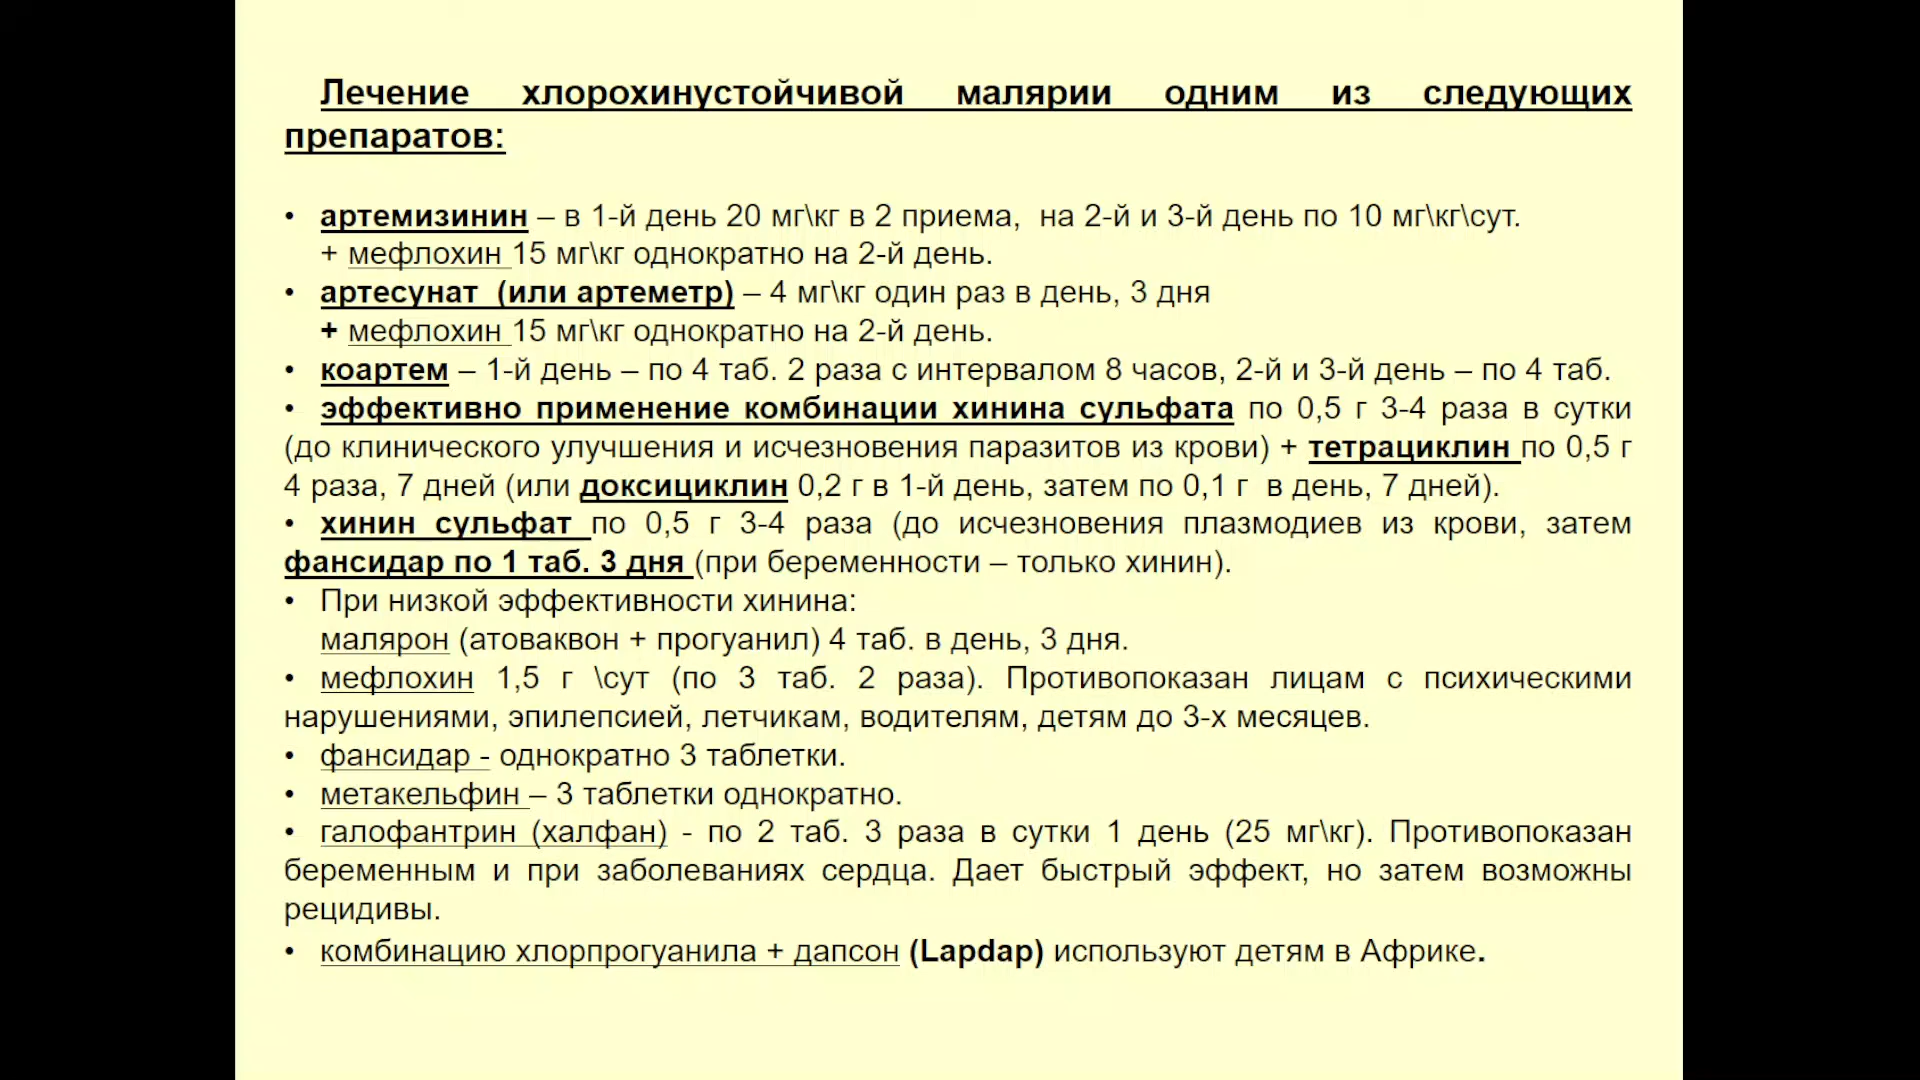 Лечение хлорохинустойчивой малярии одним из следующих
препаратов:
• артемизинин – в 1-й день 20 мг\кг в 2 приема, на 2-й и 3-й день по 10 мг\кг\сут.
+ мефлохин 15 мг\кг однократно на 2-й день.
• артесунат (или артеметр) – 4 мг\кг один раз в день, 3 дня
+ мефлохин 15 мг\кг однократно на 2-й день.
• коартем – 1-й день – по 4 таб. 2 раза с интервалом 8 часов, 2-й и 3-й день – по 4 таб.
• эффективно применение комбинации хинина сульфата по 0,5 г 3-4 раза в сутки
(до клинического улучшения и исчезновения паразитов из крови) + тетрациклин по 0,5 г
4 раза, 7 дней (или доксициклин 0,2 г в 1-й день, затем по 0,1 г в день, 7 дней).
• хинин сульфат по 0,5 г 3-4 раза (до исчезновения плазмодиев из крови, затем
фансидар по 1 таб. 3 дня (при беременности – только хинин).
• При низкой эффективности хинина:
малярон (атоваквон + прогуанил) 4 таб. в день, 3 дня.
• мефлохин 1,5 г \сут (по 3 таб. 2 раза). Противопоказан лицам с психическими
нарушениями, эпилепсией, летчикам, водителям, детям до 3-х месяцев.
• фансидар - однократно 3 таблетки.
• метакельфин – 3 таблетки однократно.
• галофантрин (халфан) - по 2 таб. 3 раза в сутки 1 день (25 мг\кг). Противопоказан
беременным и при заболеваниях сердца. Дает быстрый эффект, но затем возможны
рецидивы.
• комбинацию хлорпрогуанила + дапсон (Lapdap) используют детям в Африке.